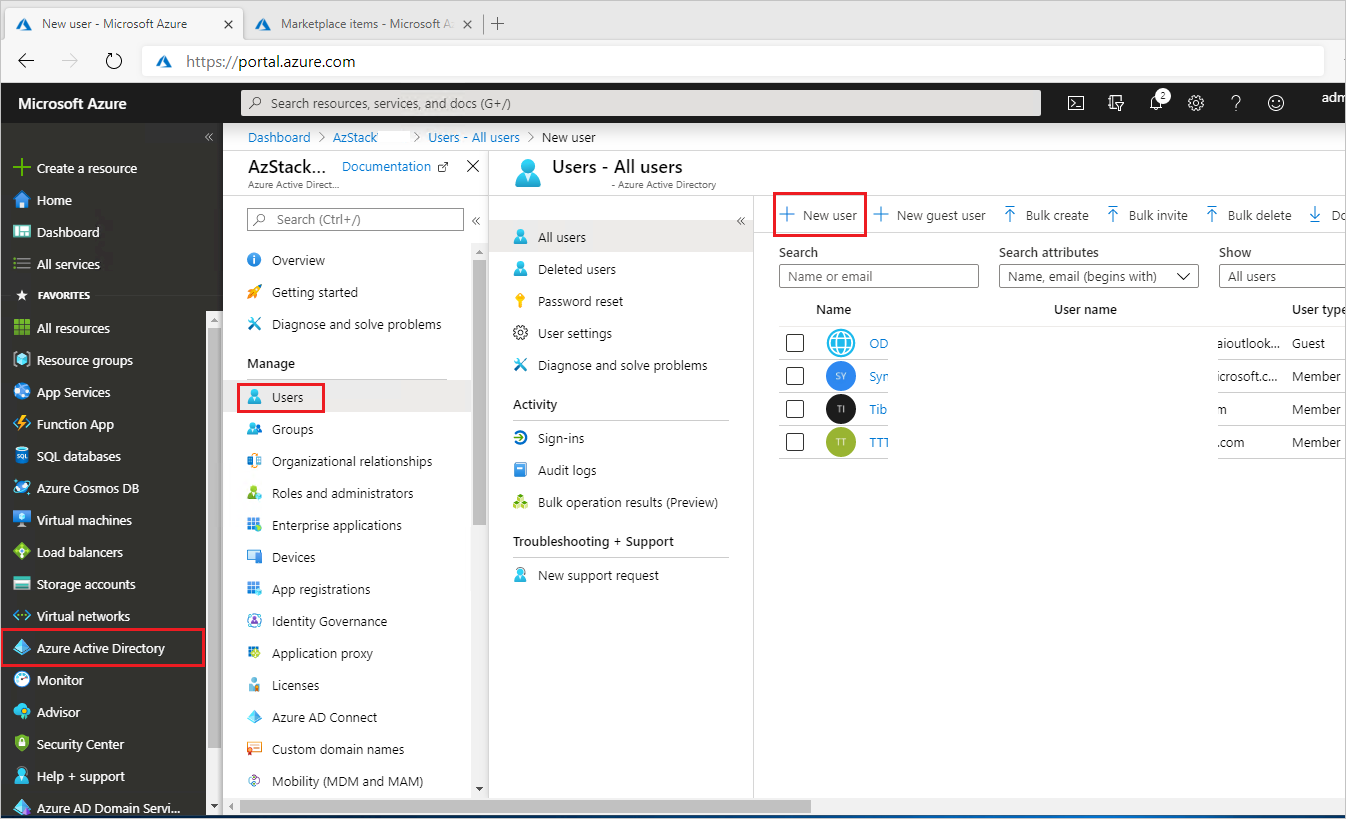 New user - Microsoft Azure
Marketplace items - Microsoft A
https://portal.azure.com
Microsoft Azure
Search resources, services, and docs (G+/)
2
adm
Create a resource
Home
Dashboard
All services
FAVORITES
All resources
Resource groups
App Services
Function App
SQL databases
Azure Cosmos DB
Virtual machines
Load balancers
Storage accounts
Virtual networks
Azure Active Directory
Monitor
Advisor
Security Center
Help + support
Azure AD Domain Servi...
Dashboard > AzStack > Users - All users > New user
AzStack... Documentation
Azure Active Direct...
Search (Ctrl+/)
Overview
Getting started
Diagnose and solve problems
Manage
Users
Groups
Organizational relationships
Roles and administrators
Enterprise applications
Devices
App registrations
Identity Governance
Application proxy
Licenses
Azure AD Connect
Custom domain names
Mobility (MDM and MAM)
Users - All users
- Azure Active Directory
All users
Deleted users
Password reset
User settings
Diagnose and solve problems
Activity
Sign-ins
Audit logs
Bulk operation results (Preview)
Troubleshooting + Support
New support request
New user New guest user Bulk create Bulk invite Bulk delete Do
Search Search attributes Show
Name or email Name, email (begins with) All users
Name User name User type
OD aioutlook... Guest
SY Syn icrosoft.c... Member
TI Tib m Member
TT TTT .com Member